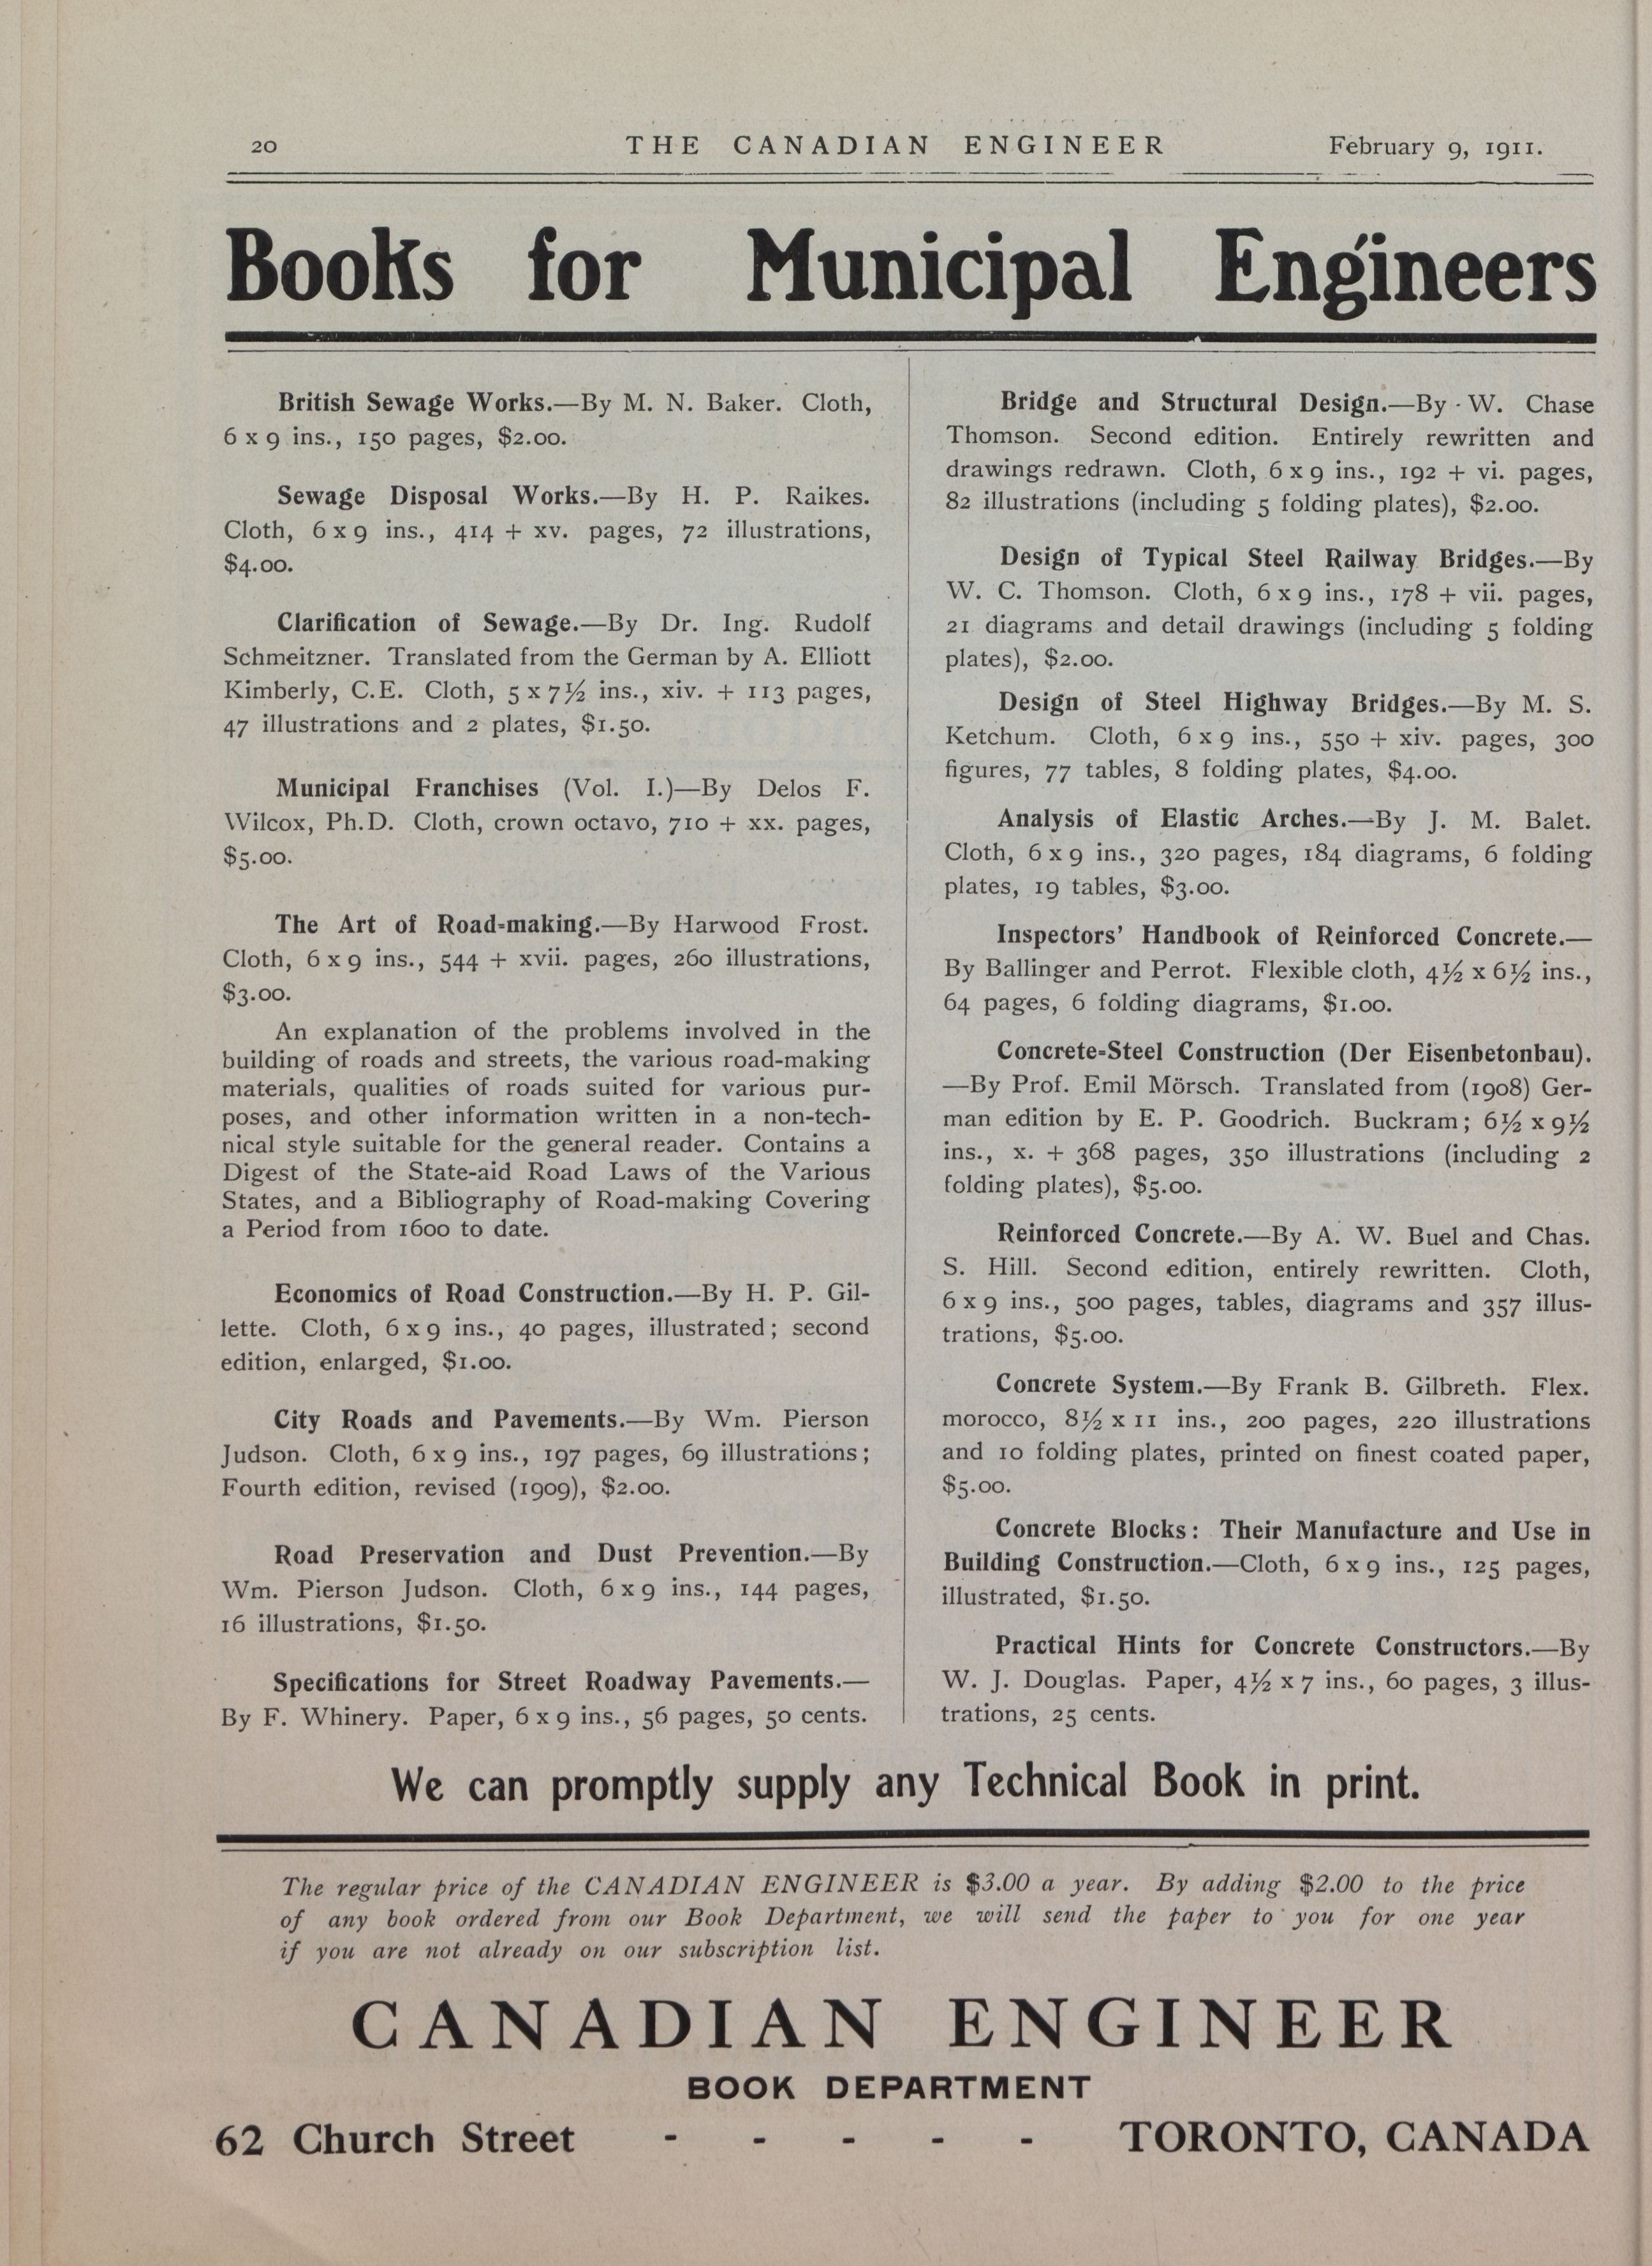 20
THE CANADIAN ENGINEER
February 9, 1911.
Books for Municipal Engineers
British Sewage Works.—By M. N. Baker. Cloth,
6 x 9 ins., 150 pages, $2.00.
Sewage Disposal Works.—By H. P. Raikes.
Cloth, 6 x 9 ins., 414 + xv. pages, 72 illustrations,
$4.00.
Clarification of Sewage.—By Dr. Ing. Rudolf
Schmeitzner. Translated from the German by A. Elliott
Kimberly, C.E. Cloth, 5 x 7½ ins., xiv. + 113 pages,
47 illustrations and 2 plates, $1.50.
Municipal Franchises (Vol. I.)—By Delos F.
Wilcox, Ph.D. Cloth, crown octavo, 710 + xx. pages,
$5.00.
The Art of Road-making.—By Harwood Frost.
Cloth, 6 x 9 ins., 544 + xvii. pages, 260 illustrations,
$3.00.
An explanation of the problems involved in the
building of roads and streets, the various road-making
materials, qualities of roads suited for various pur-
poses, and other information written in a non-tech-
nical style suitable for the general reader. Contains a
Digest of the State-aid Road Laws of the Various
States, and a Bibliography of Road-making Covering
a Period from 1600 to date.
Economics of Road Construction.—By H. P. Gil-
lette. Cloth, 6 x 9 ins., 40 pages, illustrated; second
edition, enlarged, $1.00.
City Roads and Pavements.—By Wm. Pierson
Judson. Cloth, 6 x 9 ins., 197 pages, 69 illustrations;
Fourth edition, revised (1909), $2.00.
Road Preservation and Dust Prevention.—By
Wm. Pierson Judson. Cloth, 6 x 9 ins., 144 pages,
16 illustrations, $1.50.
Specifications for Street Roadway Pavements.—
By F. Whinery. Paper, 6 x 9 ins., 56 pages, 50 cents.
Bridge and Structural Design.—By W. Chase
Thomson. Second edition. Entirely rewritten and
drawings redrawn. Cloth, 6 x 9 ins., 192 + vi. pages,
82 illustrations (including 5 folding plates), $2.00.
Design of Typical Steel Railway Bridges.—By
W. C. Thomson. Cloth, 6 x 9 ins., 178 + vii. pages,
21 diagrams and detail drawings (including 5 folding
plates), $2.00.
Design of Steel Highway Bridges.—By M. S.
Ketchum. Cloth, 6 x 9 ins., 550 + xiv. pages, 300
figures, 77 tables, 8 folding plates, $4.00.
Analysis of Elastic Arches.—By J. M. Balet.
Cloth, 6 x 9 ins., 320 pages, 184 diagrams, 6 folding
plates, 19 tables, $3.00.
Inspectors' Handbook of Reinforced Concrete.—
By Ballinger and Perrot. Flexible cloth, 4½ x 6½ ins.,
64 pages, 6 folding diagrams, $1.00.
Concrete-Steel Construction (Der Eisenbetonbau).
—By Prof. Emil Mörsch. Translated from (1908) Ger-
man edition by E. P. Goodrich. Buckram; 6½ x 9½
ins., x. + 368 pages, 350 illustrations (including 2
folding plates), $5.00.
Reinforced Concrete.—By A. W. Buel and Chas.
S. Hill. Second edition, entirely rewritten. Cloth,
6 x 9 ins., 500 pages, tables, diagrams and 357 illus-
trations, $5.00.
Concrete System.—By Frank B. Gilbreth. Flex.
morocco, 8½ x 11 ins., 200 pages, 220 illustrations
and 10 folding plates, printed on finest coated paper,
$5.00.
Concrete Blocks: Their Manufacture and Use in
Building Construction.—Cloth, 6 x 9 ins., 125 pages,
illustrated, $1.50.
Practical Hints for Concrete Constructors.—By
W. J. Douglas. Paper, 4½ x 7 ins., 60 pages, 3 illus-
trations, 25 cents.
We can promptly supply any Technical Book in print.
The regular price of the CANADIAN ENGINEER is $3.00 a year. By adding $2.00 to the price
of any book ordered from our Book Department, we will send the paper to you for one year
if you are not already on our subscription list.
CANADIAN ENGINEER
BOOK DEPARTMENT
62 Church Street - - - - - TORONTO, CANADA